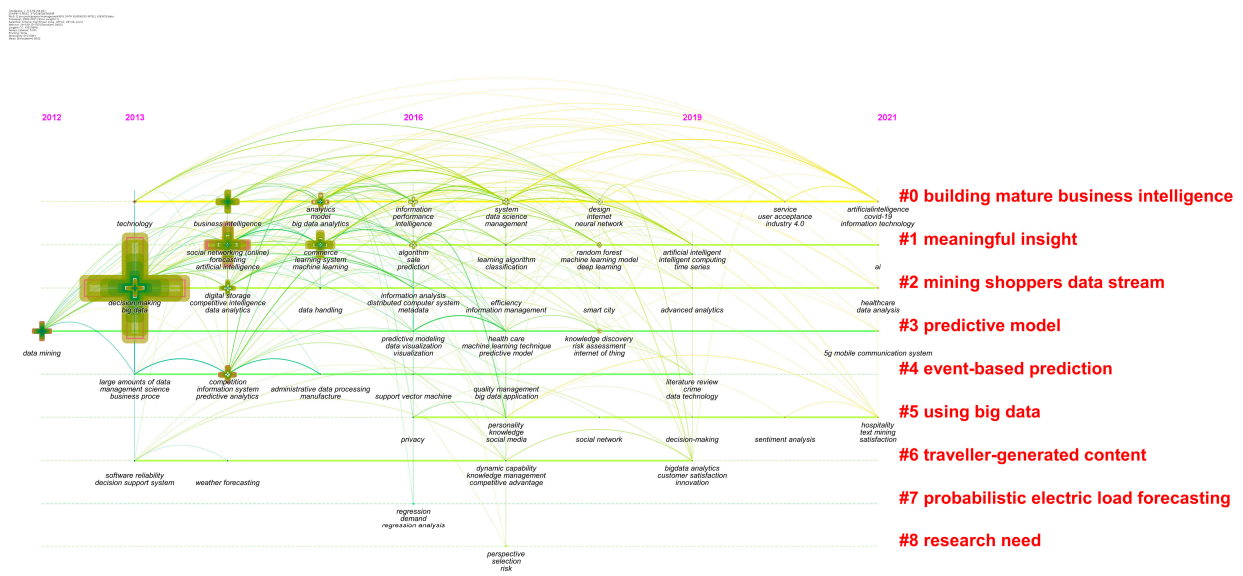 2012 2013 2016 2019 2021
#0 building mature business intelligence
technology
business intelligence
analytics
model
big data analytics
information
performance
intelligence
system
data science
management
design
internet
neural network
service
user acceptance
industry 4.0
artificialintelligence
covid-19
information technology
#1 meaningful insight
social networking (online)
forecasting
artificial intelligence
commerce
learning system
machine learning
algorithm
sale
prediction
learning algorithm
classification
random forest
machine learning model
deep learning
artificial intelligent
intelligent computing
time series
ai
#2 mining shoppers data stream
decision making
big data
digital storage
competitive intelligence
data analytics
data handling
information analysis
distributed computer system
metadata
efficiency
information management
smart city
advanced analytics
healthcare
data analysis
#3 predictive model
data mining
predictive modeling
data visualization
visualization
health care
machine learning technique
predictive model
knowledge discovery
risk assessment
internet of thing
5g mobile communication system
#4 event-based prediction
large amounts of data
management science
business proce
competition
information system
predictive analytics
administrative data processing
manufacture
support vector machine
quality management
big data application
literature review
crime
data technology
#5 using big data
privacy
personality
knowledge
social media
social network
decision-making
sentiment analysis
hospitality
text mining
satisfaction
#6 traveller-generated content
software reliability
decision support system
weather forecasting
dynamic capability
knowledge management
competitive advantage
bigdata analytics
customer satisfaction
innovation
#7 probabilistic electric load forecasting
regression
demand
regression analysis
#8 research need
perspective
selection
risk